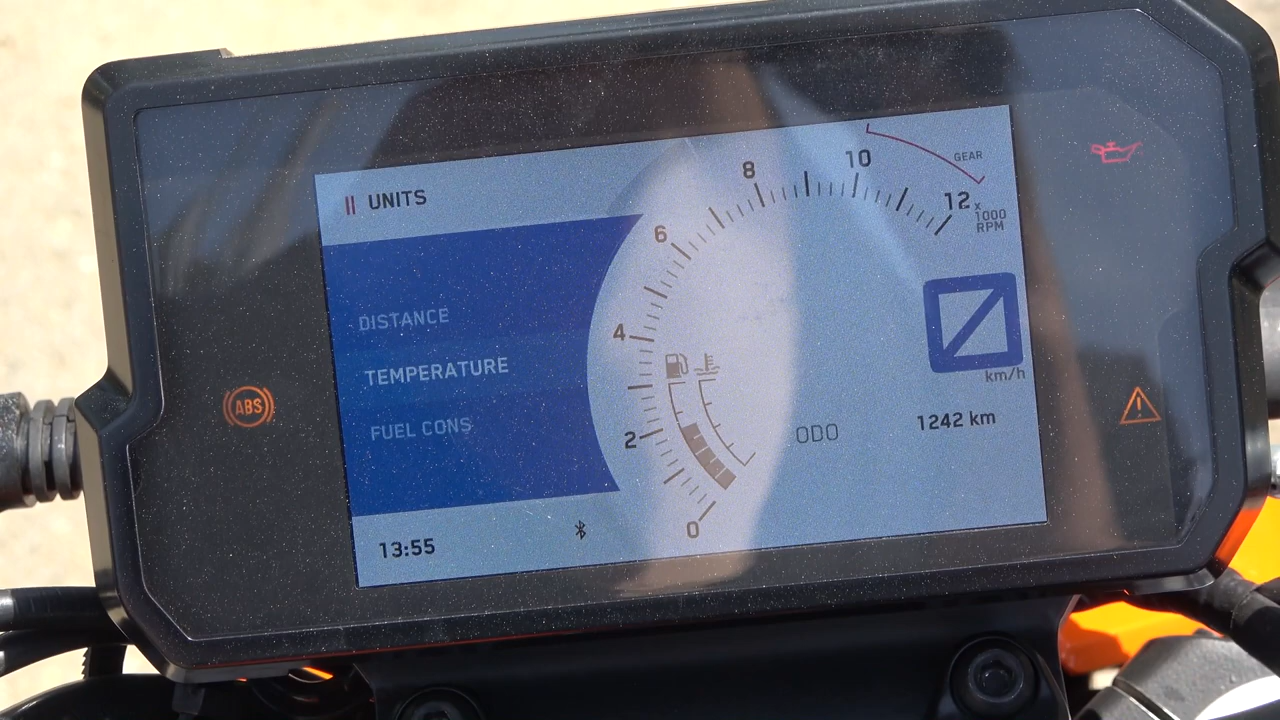 UNITS
DISTANCE
TEMPERATURE
FUEL CONS
13:55
0
2
4
6
8
10
12
GEAR
x
1000
RPM
km/h
ODO
1242 km
ABS